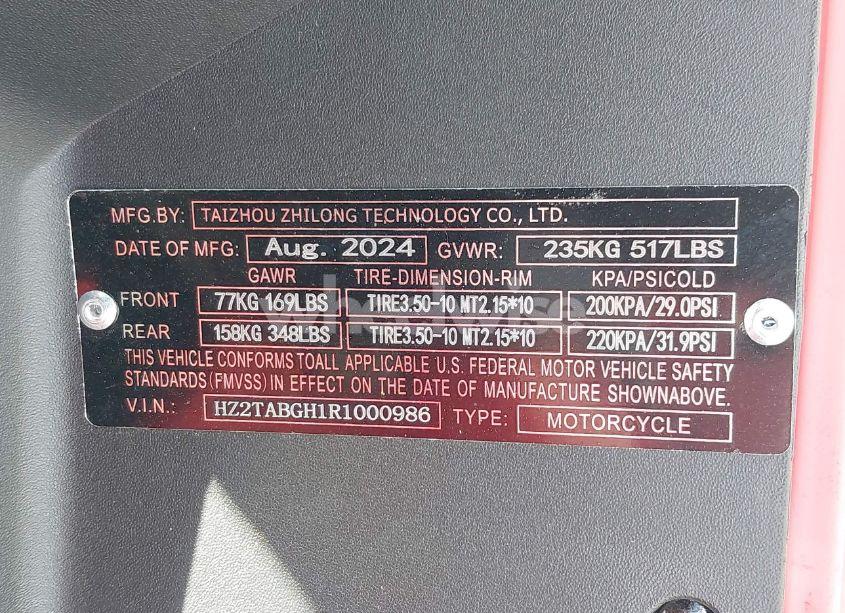 MFG.BY: TAIZHOU ZHILONG TECHNOLOGY CO., LTD.
DATE OF MFG: Aug. 2024 GVWR: 235KG 517LBS
GAWR TIRE-DIMENSION-RIM KPA/PSICOLD
FRONT 77KG 169LBS TIRE3.50-10 MT2.15*10 200KPA/29.0PSI
REAR 158KG 348LBS TIRE3.50-10 MT2.15*10 220KPA/31.9PSI
THIS VEHICLE CONFORMS TOALL APPLICABLE U.S. FEDERAL MOTOR VEHICLE SAFETY
STANDARDS (FMVSS) IN EFFECT ON THE DATE OF MANUFACTURE SHOWNABOVE.
V.I.N.: HZ2TABGH1R1000986 TYPE: MOTORCYCLE